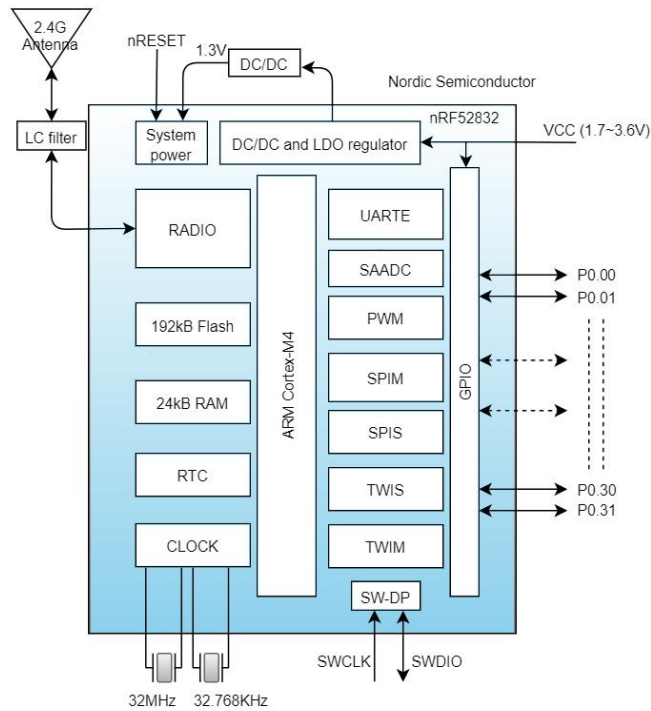 2.4G
Antenna
nRESET
1.3V
DC/DC
Nordic Semiconductor
nRF52832
VCC (1.7~3.6V)
LC filter
System
power
DC/DC and LDO regulator
RADIO
UARTE
SAADC
P0.00
P0.01
192kB Flash
PWM
ARM Cortex-M4
GPIO
SPIM
24kB RAM
SPIS
RTC
TWIS
P0.30
P0.31
CLOCK
TWIM
SW-DP
SWCLK
SWDIO
32MHz
32.768KHz